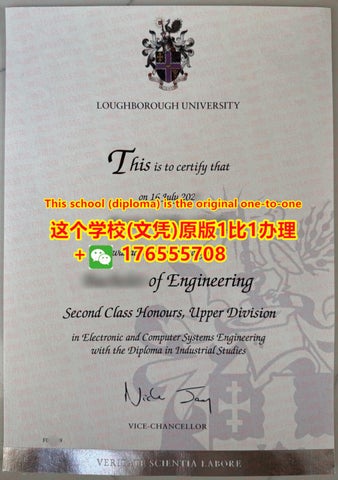 LOUGHBOROUGH UNIVERSITY
This is to certify that
on 16 July 202
This school (diploma) is the original one-to-one
这个学校(文凭)原版1比1办理
+ 176555708
of Engineering
Second Class Honours, Upper Division
in Electronic and Computer Systems Engineering
with the Diploma in Industrial Studies
VICE-CHANCELLOR
VERITATE SCIENTIA LABORE